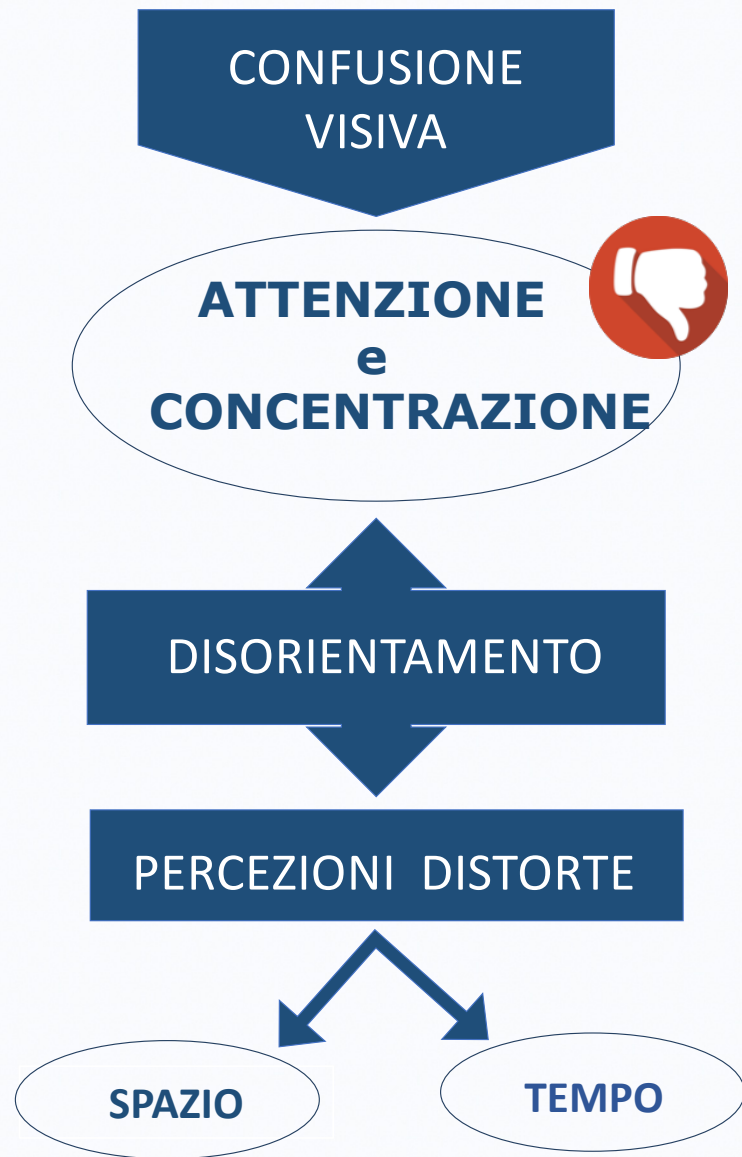 CONFUSIONE
VISIVA
ATTENZIONE
e
CONCENTRAZIONE
DISORIENTAMENTO
PERCEZIONI DISTORTE
SPAZIO
TEMPO